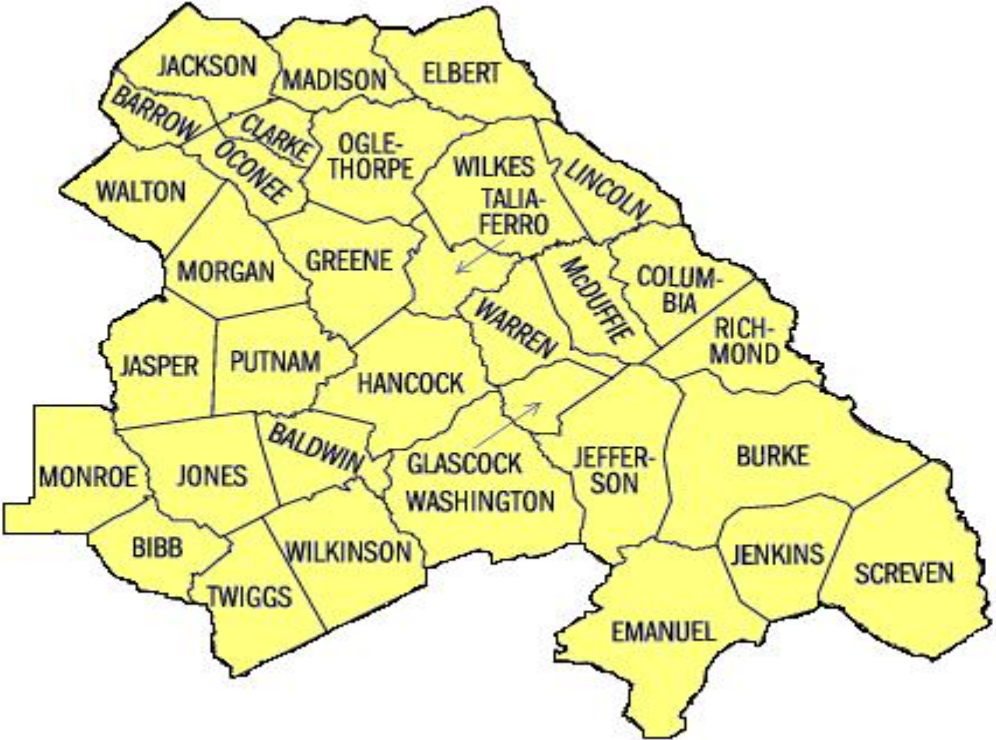 JACKSON
MADISON
ELBERT
BARROW
CLARKE
OCONEE
OGLE-
THORPE
WILKES
LINCOLN
WALTON
TALIA-
FERRO
MORGAN
GREENE
McDUFFIE
COLUM-
BIA
WARREN
RICH-
MOND
JASPER
PUTNAM
HANCOCK
MONROE
JONES
BALDWIN
GLASCOCK
WASHINGTON
JEFFER-
SON
BURKE
BIBB
WILKINSON
JENKINS
SCREVEN
TWIGGS
EMANUEL